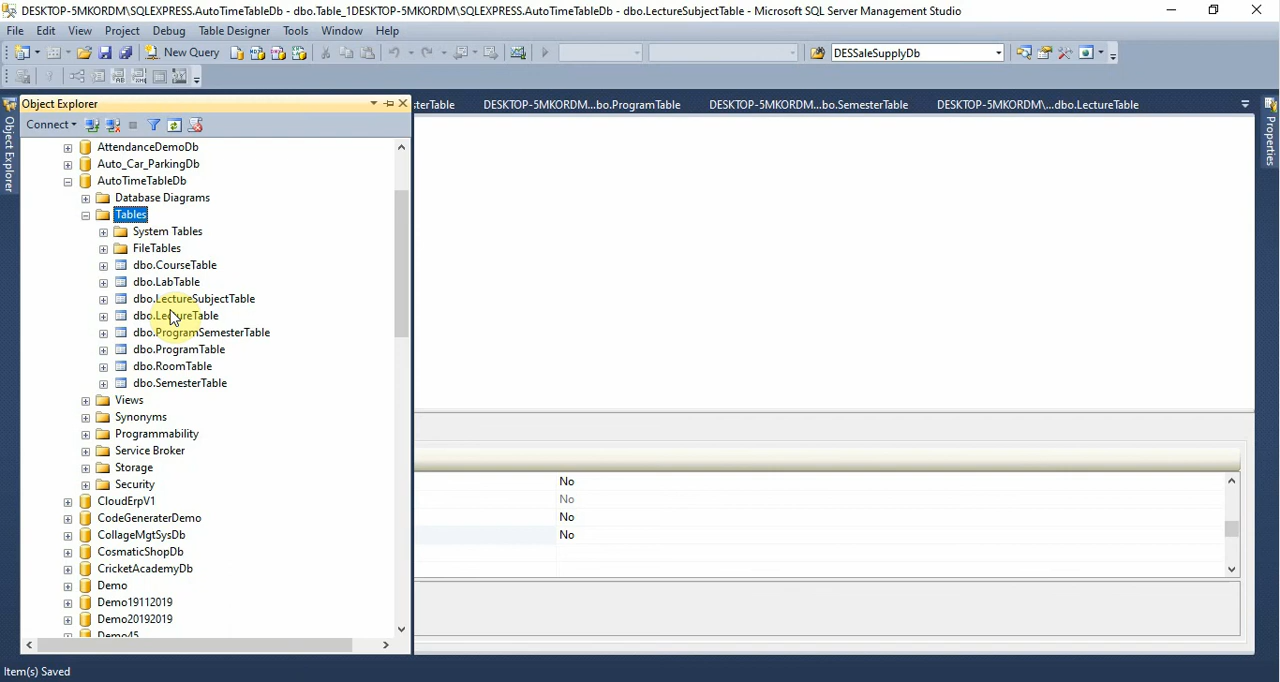 DESKTOP-5MKORDM\SQLEXPRESS.AutoTimeTableDb - dbo.Table_1DESKTOP-5MKORDM\SQLEXPRESS.AutoTimeTableDb - dbo.LectureSubjectTable - Microsoft SQL Server Management Studio
File Edit View Project Debug Table Designer Tools Window Help
New Query DESSaleSupplyDb
Object Explorer
Object Explorer
terTable DESKTOP-5MKORDM...bo.ProgramTable DESKTOP-5MKORDM...bo.SemesterTable DESKTOP-5MKORDM\...dbo.LectureTable
Properties
Connect
AttendanceDemoDb
Auto_Car_ParkingDb
AutoTimeTableDb
Database Diagrams
Tables
System Tables
FileTables
dbo.CourseTable
dbo.LabTable
dbo.LectureSubjectTable
dbo.LectureTable
dbo.ProgramSemesterTable
dbo.ProgramTable
dbo.RoomTable
dbo.SemesterTable
Views
Synonyms
Programmability
Service Broker
Storage
Security
CloudErpV1
CodeGeneraterDemo
CollageMgtSysDb
CosmaticShopDb
CricketAcademyDb
Demo
Demo19112019
Demo20192019
Demo45
No
No
No
No
Item(s) Saved